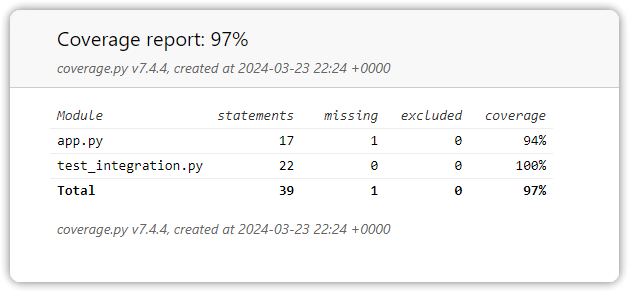 Coverage report: 97%
coverage.py v7.4.4, created at 2024-03-23 22:24 +0000
Module statements missing excluded coverage
app.py 17 1 0 94%
test_integration.py 22 0 0 100%
Total 39 1 0 97%
coverage.py v7.4.4, created at 2024-03-23 22:24 +0000